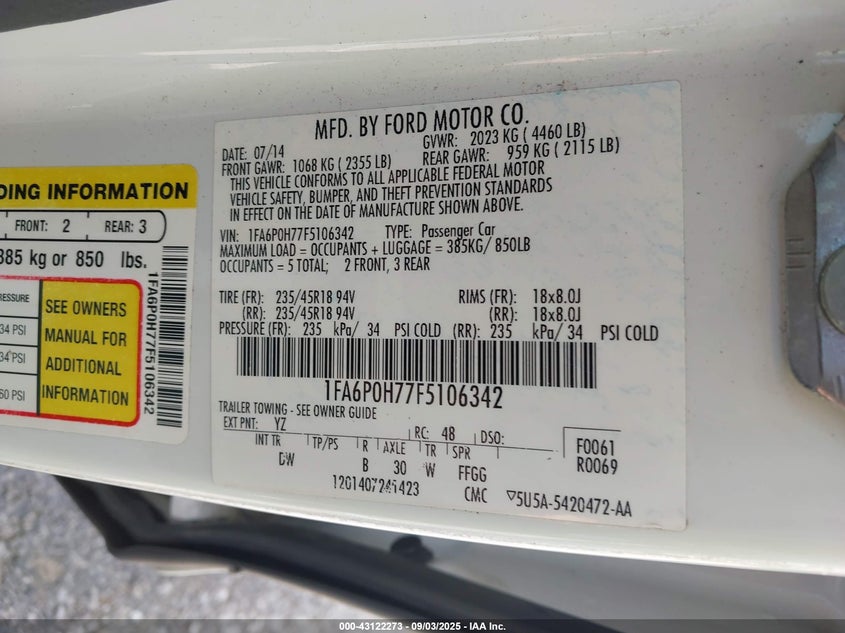 DING INFORMATION
FRONT: 2 REAR: 3
385 kg or 850 lbs.
RESSURE
34 PSI
34 PSI
60 PSI
SEE OWNERS
MANUAL FOR
ADDITIONAL
INFORMATION
1FA6P0H77F5106342
MFD. BY FORD MOTOR CO.
DATE: 07/14 GVWR: 2023 KG ( 4460 LB)
FRONT GAWR: 1068 KG ( 2355 LB) REAR GAWR: 959 KG ( 2115 LB)
THIS VEHICLE CONFORMS TO ALL APPLICABLE FEDERAL MOTOR
VEHICLE SAFETY, BUMPER, AND THEFT PREVENTION STANDARDS
IN EFFECT ON THE DATE OF MANUFACTURE SHOWN ABOVE.
VIN: 1FA6P0H77F5106342 TYPE: Passenger Car
MAXIMUM LOAD = OCCUPANTS + LUGGAGE = 385KG/ 850LB
OCCUPANTS = 5 TOTAL; 2 FRONT, 3 REAR
TIRE (FR): 235/45R18 94V RIMS (FR): 18x8.0J
(RR): 235/45R18 94V (RR): 18x8.0J
PRESSURE (FR): 235 kPa/ 34 PSI COLD (RR): 235 kPa/ 34 PSI COLD
1FA6P0H77F5106342
TRAILER TOWING - SEE OWNER GUIDE
EXT PNT: YZ RC: 48 DSO:
INT TR TP/PS R AXLE TR SPR
DW B 30 W FFGG
F0061
R0069
CMC ▽5U5A-5420472-AA
000-43122273 - 09/03/2025 - IAA Inc.